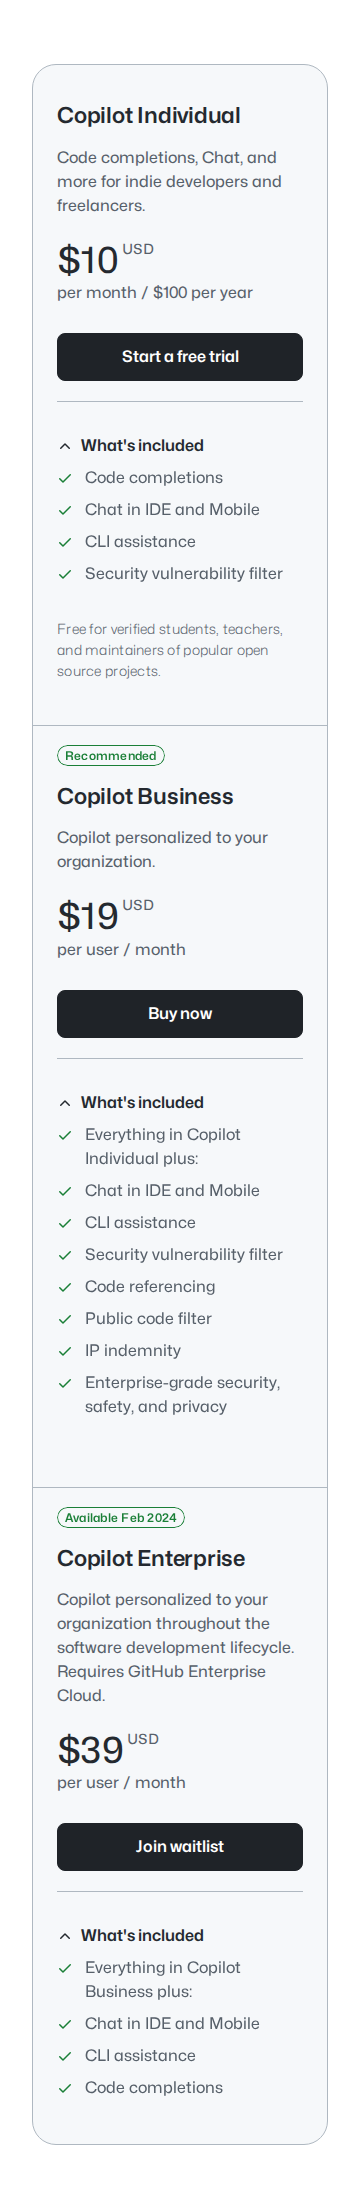 Copilot Individual
Code completions, Chat, and
more for indie developers and
freelancers.
$10 USD
per month / $100 per year
Start a free trial
What's included
Code completions
Chat in IDE and Mobile
CLI assistance
Security vulnerability filter
Free for verified students, teachers,
and maintainers of popular open
source projects.
Recommended
Copilot Business
Copilot personalized to your
organization.
$19 USD
per user / month
Buy now
What's included
Everything in Copilot
Individual plus:
Chat in IDE and Mobile
CLI assistance
Security vulnerability filter
Code referencing
Public code filter
IP indemnity
Enterprise-grade security,
safety, and privacy
Available Feb 2024
Copilot Enterprise
Copilot personalized to your
organization throughout the
software development lifecycle.
Requires GitHub Enterprise
Cloud.
$39 USD
per user / month
Join waitlist
What's included
Everything in Copilot
Business plus:
Chat in IDE and Mobile
CLI assistance
Code completions